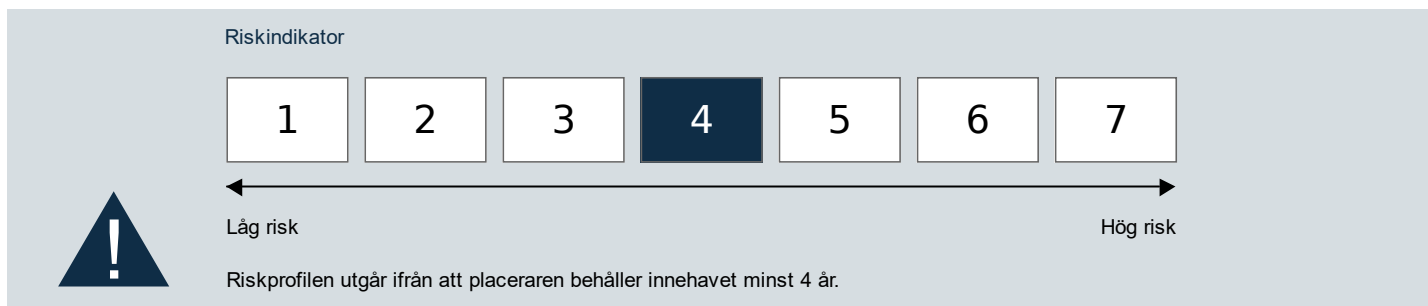 Riskindikator
1 2 3 4 5 6 7
Låg risk Hög risk
!
Riskprofilen utgår ifrån att placeraren behåller innehavet minst 4 år.